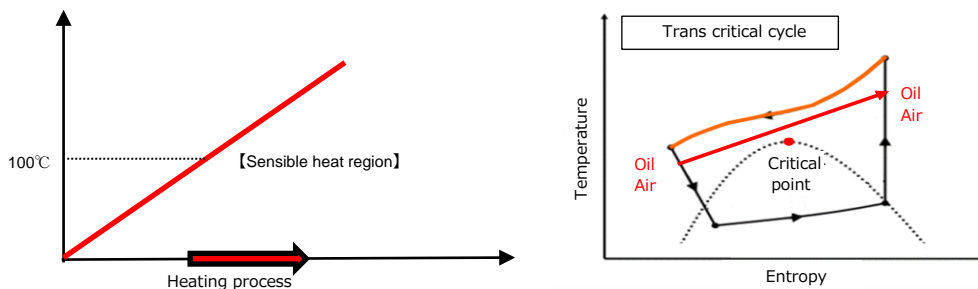 100℃
【Sensible heat region】
Heating process
Trans critical cycle
Temperature
Oil
Air
Oil
Air
Critical
point
Entropy